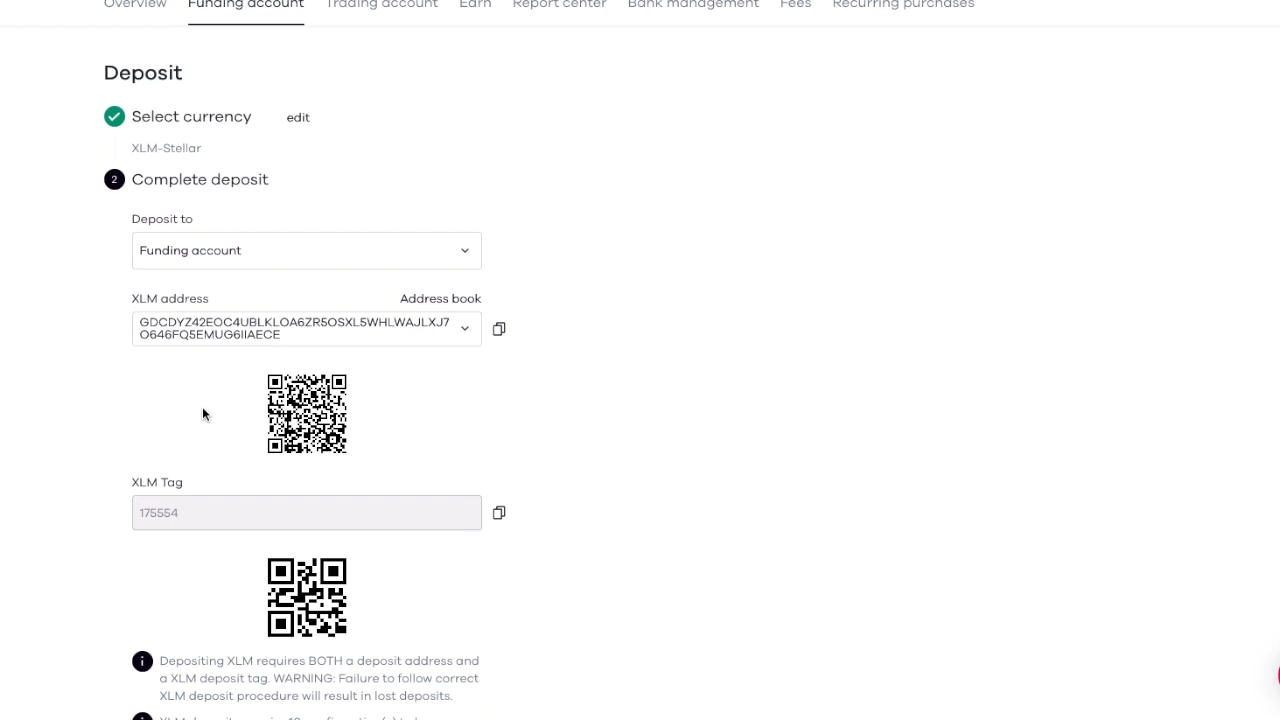 Overview Funding account Trading account Earn Report center Bank management Fees Recurring purchases
Deposit
Select currency edit
XLM-Stellar
2 Complete deposit
Deposit to
Funding account
XLM address Address book
GDCDYZ42EOC4UBLKLOA6ZR5OSXL5WHLWAJLXJ7
O646FQ5EMUG6IIAECE
XLM Tag
175554
i Depositing XLM requires BOTH a deposit address and
a XLM deposit tag. WARNING: Failure to follow correct
XLM deposit procedure will result in lost deposits.